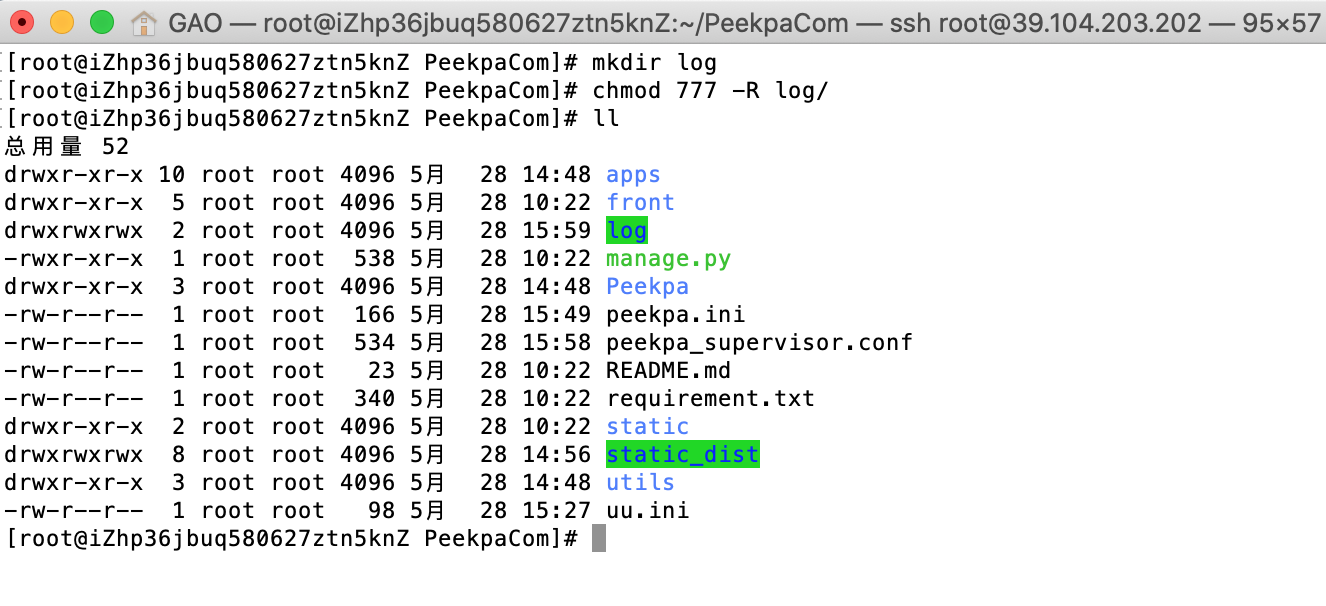 GAO — root@iZhp36jbuq580627ztn5knZ:~/PeekpaCom — ssh root@39.104.203.202 — 95×57
[root@iZhp36jbuq580627ztn5knZ PeekpaCom]# mkdir log
[root@iZhp36jbuq580627ztn5knZ PeekpaCom]# chmod 777 -R log/
[root@iZhp36jbuq580627ztn5knZ PeekpaCom]# ll
总用量 52
drwxr-xr-x 10 root root 4096 5月  28 14:48 apps
drwxr-xr-x  5 root root 4096 5月  28 10:22 front
drwxrwxrwx  2 root root 4096 5月  28 15:59 log
-rwxr-xr-x  1 root root  538 5月  28 10:22 manage.py
drwxr-xr-x  3 root root 4096 5月  28 14:48 Peekpa
-rw-r--r--  1 root root  166 5月  28 15:49 peekpa.ini
-rw-r--r--  1 root root  534 5月  28 15:58 peekpa_supervisor.conf
-rw-r--r--  1 root root   23 5月  28 10:22 README.md
-rw-r--r--  1 root root  340 5月  28 10:22 requirement.txt
drwxr-xr-x  2 root root 4096 5月  28 10:22 static
drwxrwxrwx  8 root root 4096 5月  28 14:56 static_dist
drwxr-xr-x  3 root root 4096 5月  28 14:48 utils
-rw-r--r--  1 root root   98 5月  28 15:27 uu.ini
[root@iZhp36jbuq580627ztn5knZ PeekpaCom]#